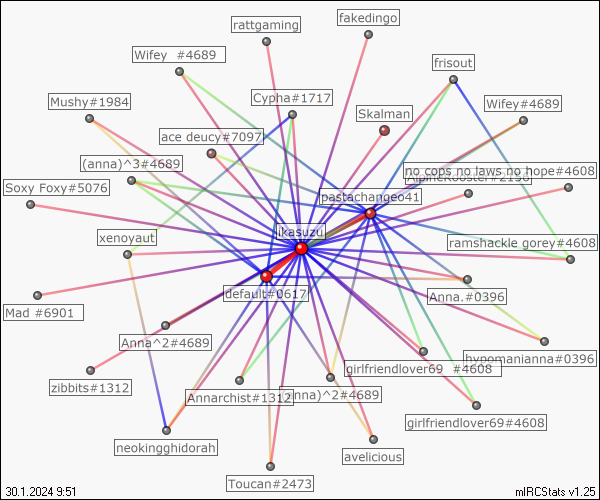 rattgaming
fakedingo
Wifey  #4689
frisout
Mushy#1984
Cypha#1717
Skalman
Wifey#4689
ace deucy#7097
(anna)^3#4689
no cops no laws no hope#4608
Soxy Foxy#5076
pastachangeo41
xenoyaut
ikasuzu
ramshackle gorey#4608
default#0617
Anna.#0396
Mad #6901
Anna^2#4689
hypomanianna#0396
girlfriendlover69  #4608
zibbits#1312
Annarchist#1312
nna)^2#4689
girlfriendlover69#4608
neokingghidorah
avelicious
Toucan#2473
30.1.2024 9:51
mIRCStats v1.25